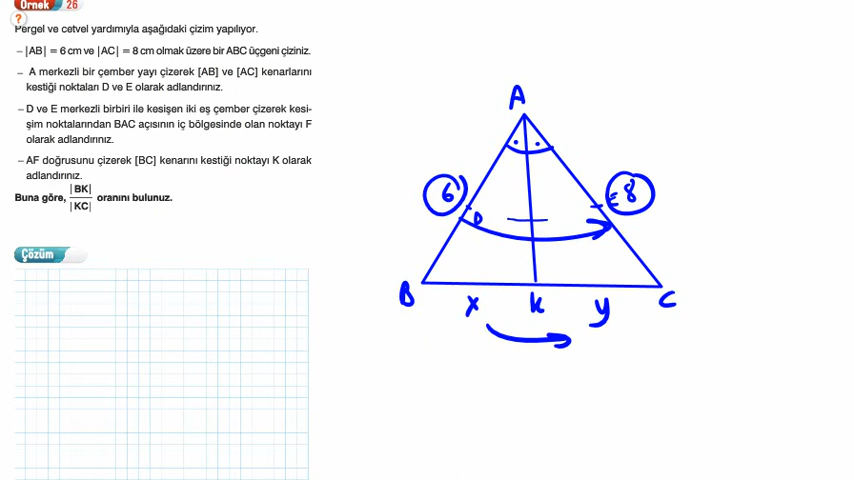 Örnek 26
?
Pergel ve cetvel yardımıyla aşağıdaki çizim yapılıyor.
– |AB| = 6 cm ve |AC| = 8 cm olmak üzere bir ABC üçgeni çiziniz.
– A merkezli bir çember yayı çizerek [AB] ve [AC] kenarlarını
kestiği noktaları D ve E olarak adlandırınız.
– D ve E merkezli birbiri ile kesişen iki eş çember çizerek kesi-
şim noktalarından BAC açısının iç bölgesinde olan noktayı F
olarak adlandırınız.
– AF doğrusunu çizerek [BC] kenarını kestiği noktayı K olarak
adlandırınız.
Buna göre, |BK| / |KC| oranını bulunuz.
Çözüm
A
6 8
D E
B x k y C